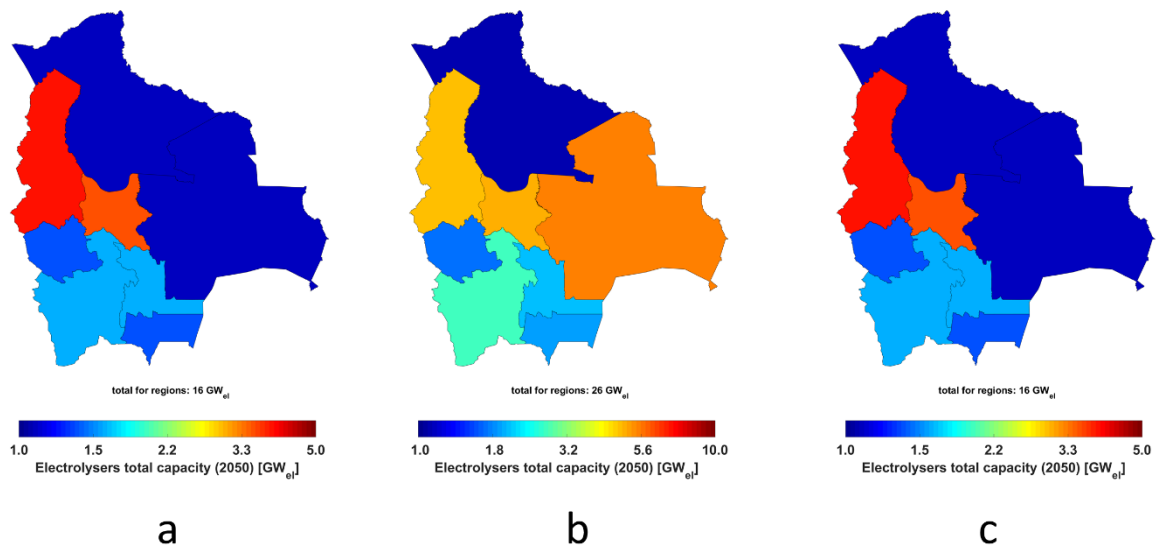 total for regions: 16 GWel
total for regions: 26 GWel
total for regions: 16 GWel
1.0 1.5 2.2 3.3 5.0
1.0 1.8 3.2 5.6 10.0
1.0 1.5 2.2 3.3 5.0
Electrolysers total capacity (2050) [GWel]
Electrolysers total capacity (2050) [GWel]
Electrolysers total capacity (2050) [GWel]
a
b
c